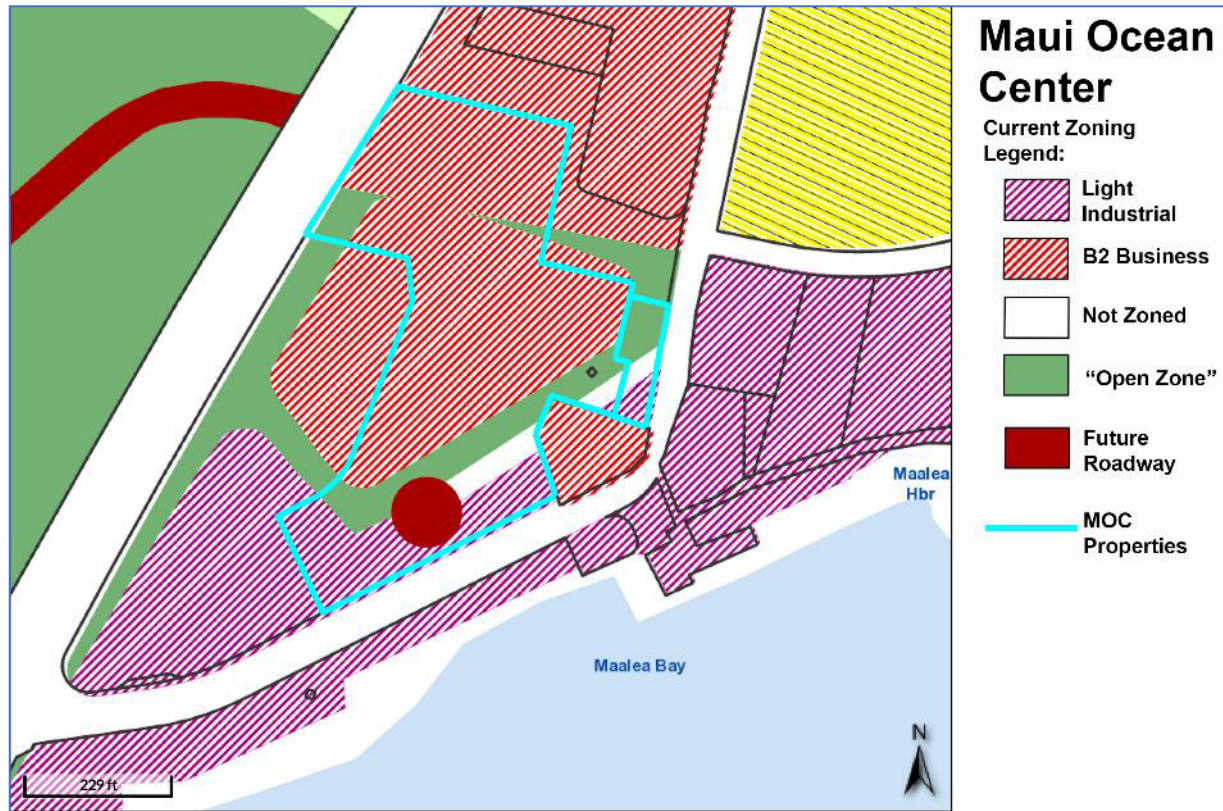 Maui Ocean
Center
Current Zoning
Legend:
Light
Industrial
B2 Business
Not Zoned
“Open Zone”
Future
Roadway
MOC
Properties
Maalea
Hbr
Maalea Bay
N
229 ft